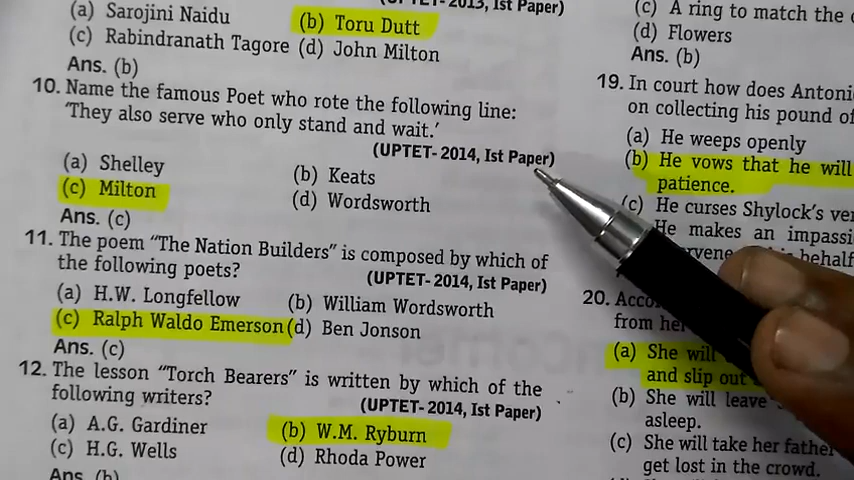 (UPTET-2013, Ist Paper)
(a) Sarojini Naidu
(b) Toru Dutt
(c) Rabindranath Tagore (d) John Milton
Ans. (b)
10. Name the famous Poet who rote the following line:
'They also serve who only stand and wait.'
(UPTET- 2014, Ist Paper)
(a) Shelley
(b) Keats
(c) Milton
(d) Wordsworth
Ans. (c)
11. The poem "The Nation Builders" is composed by which of
the following poets?
(UPTET- 2014, Ist Paper)
(a) H.W. Longfellow
(b) William Wordsworth
(c) Ralph Waldo Emerson (d) Ben Jonson
Ans. (c)
12. The lesson "Torch Bearers" is written by which of the
following writers?
(UPTET- 2014, Ist Paper)
(a) A.G. Gardiner
(b) W.M. Ryburn
(c) H.G. Wells
(d) Rhoda Power
Ans. (b)
(c) A ring to match the
(d) Flowers
Ans. (b)
19. In court how does Antoni
on collecting his pound of
(a) He weeps openly
(b) He vows that he will
patience.
(c) He curses Shylock's
He makes an
behalf
20.
from her
(a) She will
and slip out
(b) She will leave
asleep.
(c) She will take her father
get lost in the crowd.